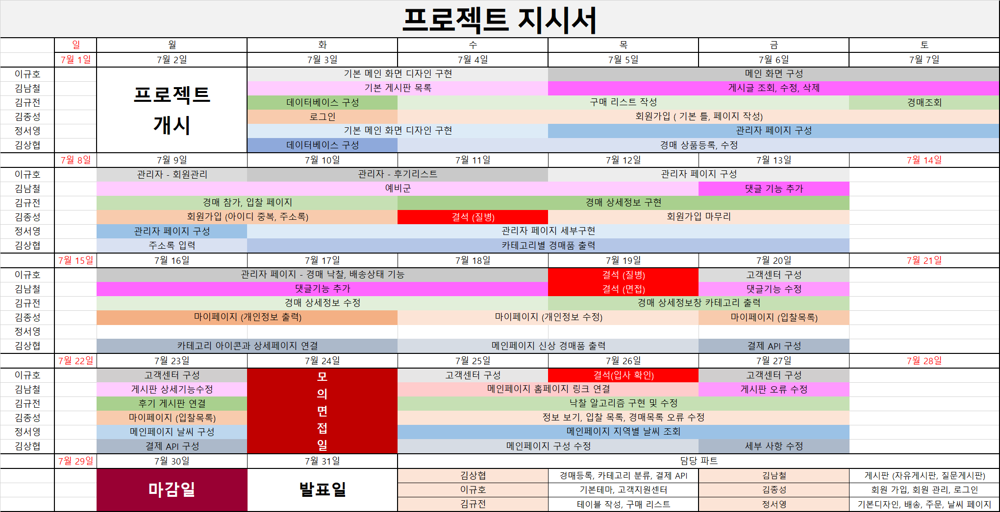 프로젝트 지시서
일 월 화 수 목 금 토
7월 1일 7월 2일 7월 3일 7월 4일 7월 5일 7월 6일 7월 7일
프로젝트
개시
이규호 기본 메인 화면 디자인 구현 메인 화면 구성
김남철 기본 게시판 목록 게시글 조회, 수정, 삭제
김규전 데이터베이스 구성 구매 리스트 작성 경매조회
김종성 로그인 회원가입 ( 기본 틀, 페이지 작성)
정서영 기본 메인 화면 디자인 구현 관리자 페이지 구성
김상협 데이터베이스 구성 경매 상품등록, 수정
7월 8일 7월 9일 7월 10일 7월 11일 7월 12일 7월 13일 7월 14일
이규호 관리자 - 회원관리 관리자 - 후기리스트 관리자 페이지 구성
김남철 예비군 댓글 기능 추가
김규전 경매 참가, 입찰 페이지 경매 상세정보 구현
김종성 회원가입 (아이디 중복, 주소록) 결석 (질병) 회원가입 마무리
정서영 관리자 페이지 구성 관리자 페이지 세부구현
김상협 주소록 입력 카테고리별 경매품 출력
7월 15일 7월 16일 7월 17일 7월 18일 7월 19일 7월 20일 7월 21일
이규호 관리자 페이지 - 경매 낙찰, 배송상태 기능 결석 (질병) 고객센터 구성
김남철 댓글기능 추가 결석 (면접) 댓글기능 수정
김규전 경매 상세정보 수정 경매 상세정보창 카테고리 출력
김종성 마이페이지 (개인정보 출력) 마이페이지 (개인정보 수정) 마이페이지 (입찰목록)
정서영
김상협 카테고리 아이콘과 상세페이지 연결 메인페이지 신상 경매품 출력 결제 API 구성
7월 22일 7월 23일 7월 24일 7월 25일 7월 26일 7월 27일 7월 28일
모
의
면
접
일
이규호 고객센터 구성 고객센터 구성 결석(입사 확인) 고객센터 구성
김남철 게시판 상세기능수정 메인페이지 홈페이지 링크 연결 게시판 오류 수정
김규전 후기 게시판 연결 낙찰 알고리즘 구현 및 수정
김종성 마이페이지 (입찰목록) 정보 보기, 입찰 목록, 경매목록 오류 수정
정서영 메인페이지 날씨 구성 메인페이지 지역별 날씨 조회
김상협 결제 API 구성 메인페이지 구성 수정 세부 사항 수정
7월 29일 7월 30일 7월 31일 담당 파트
마감일 발표일
김상협 경매등록, 카테고리 분류, 결제 API 김남철 게시판 (자유게시판, 질문게시판)
이규호 기본테마, 고객지원센터 김종성 회원 가입, 회원 관리, 로그인
김규전 테이블 작성, 구매 리스트 정서영 기본디자인, 배송, 주문, 날씨 페이지